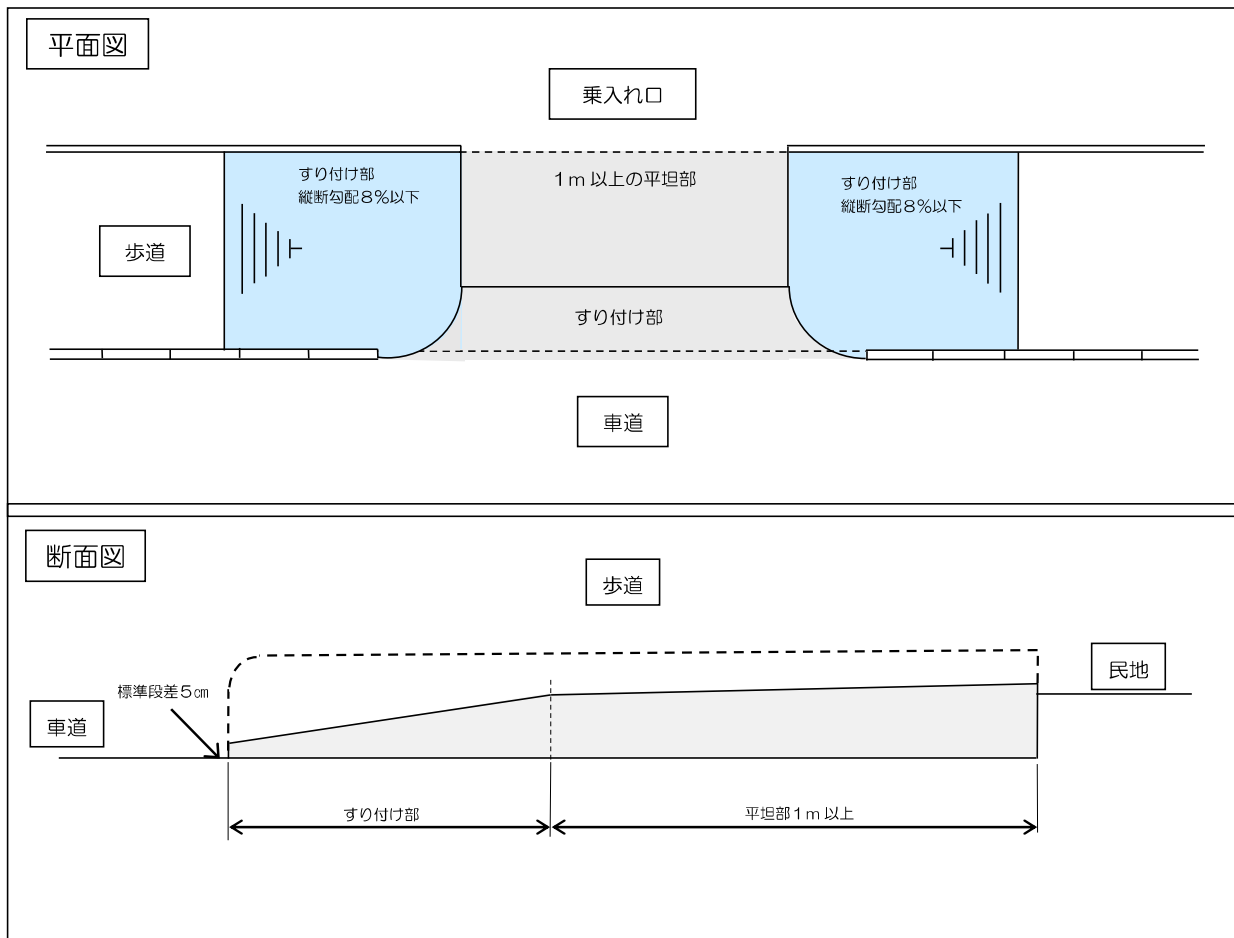 平面図
乗入れ口
すり付け部
縦断勾配8%以下
1m以上の平坦部
すり付け部
縦断勾配8%以下
歩道
すり付け部
車道
断面図
歩道
民地
標準段差5㎝
車道
すり付け部
平坦部1m以上